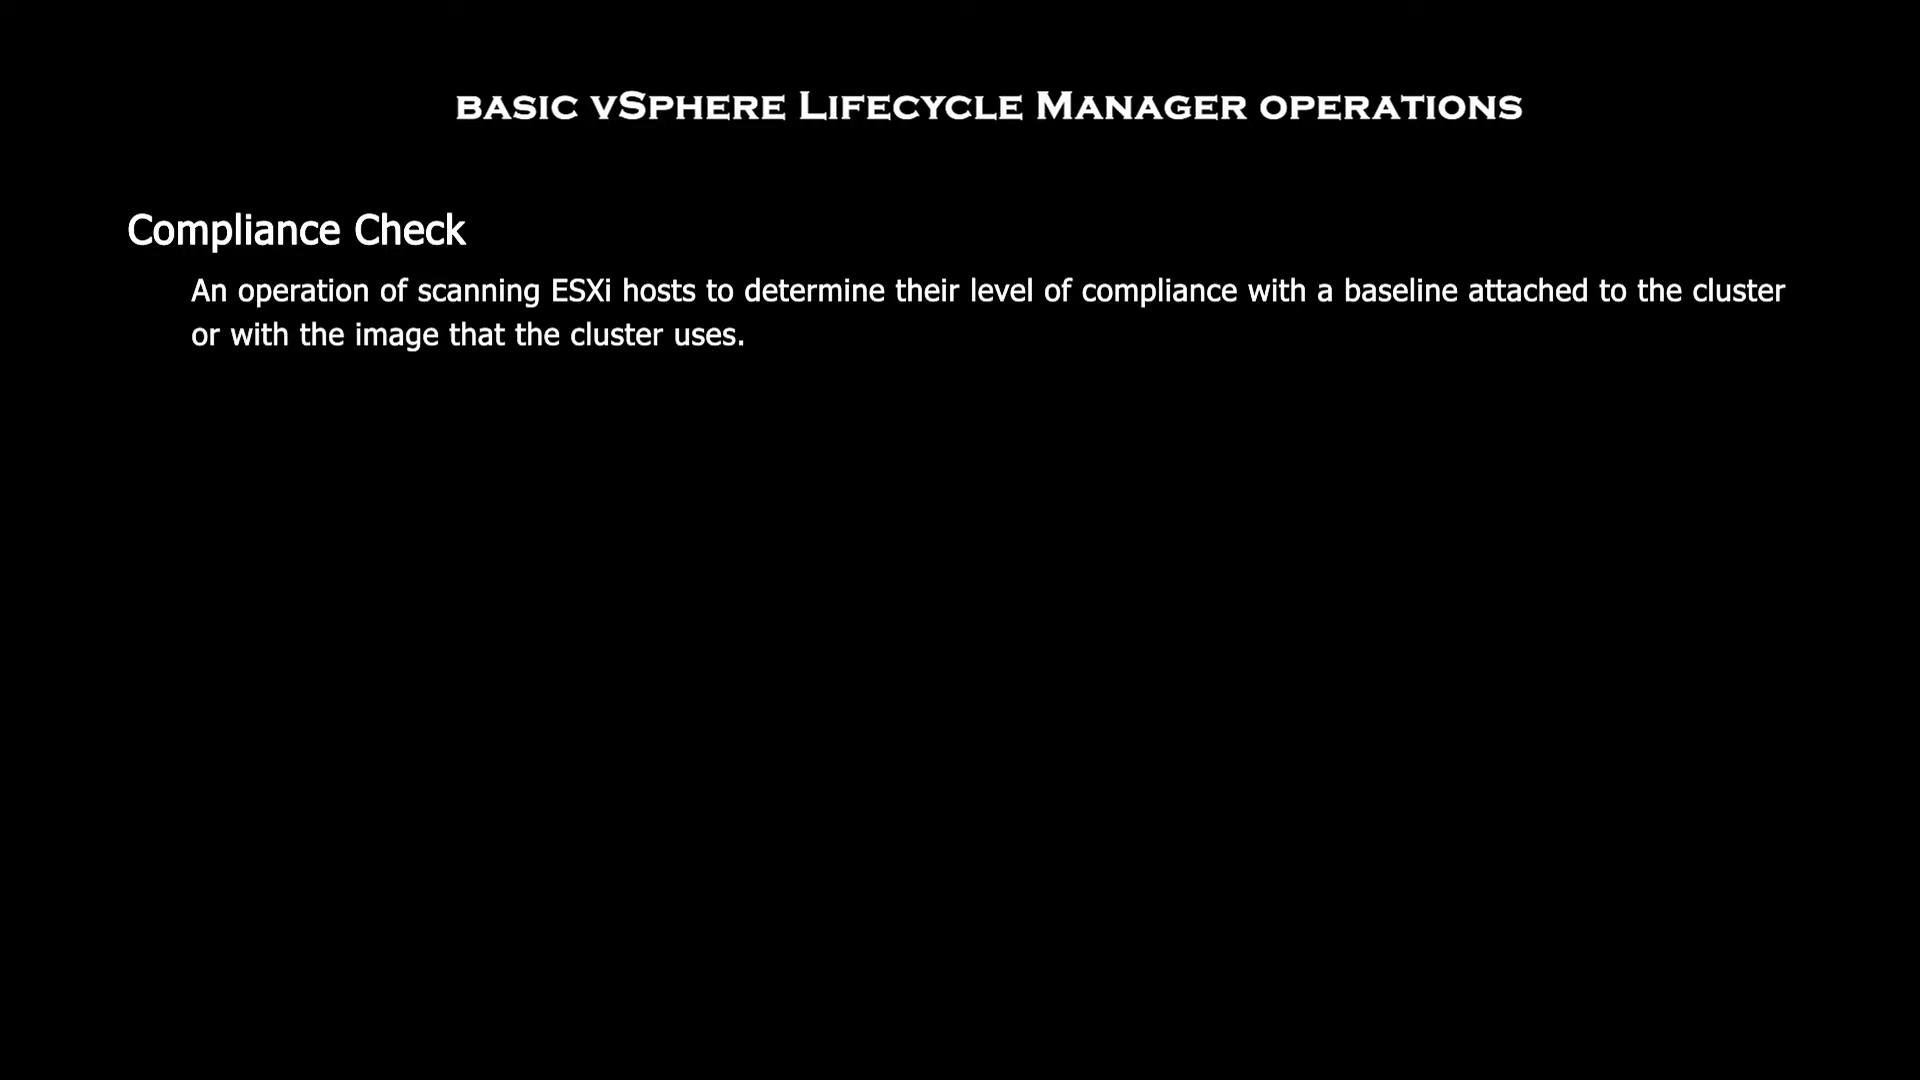 basic vSphere Lifecycle Manager operations
Compliance Check
An operation of scanning ESXi hosts to determine their level of compliance with a baseline attached to the cluster
or with the image that the cluster uses.